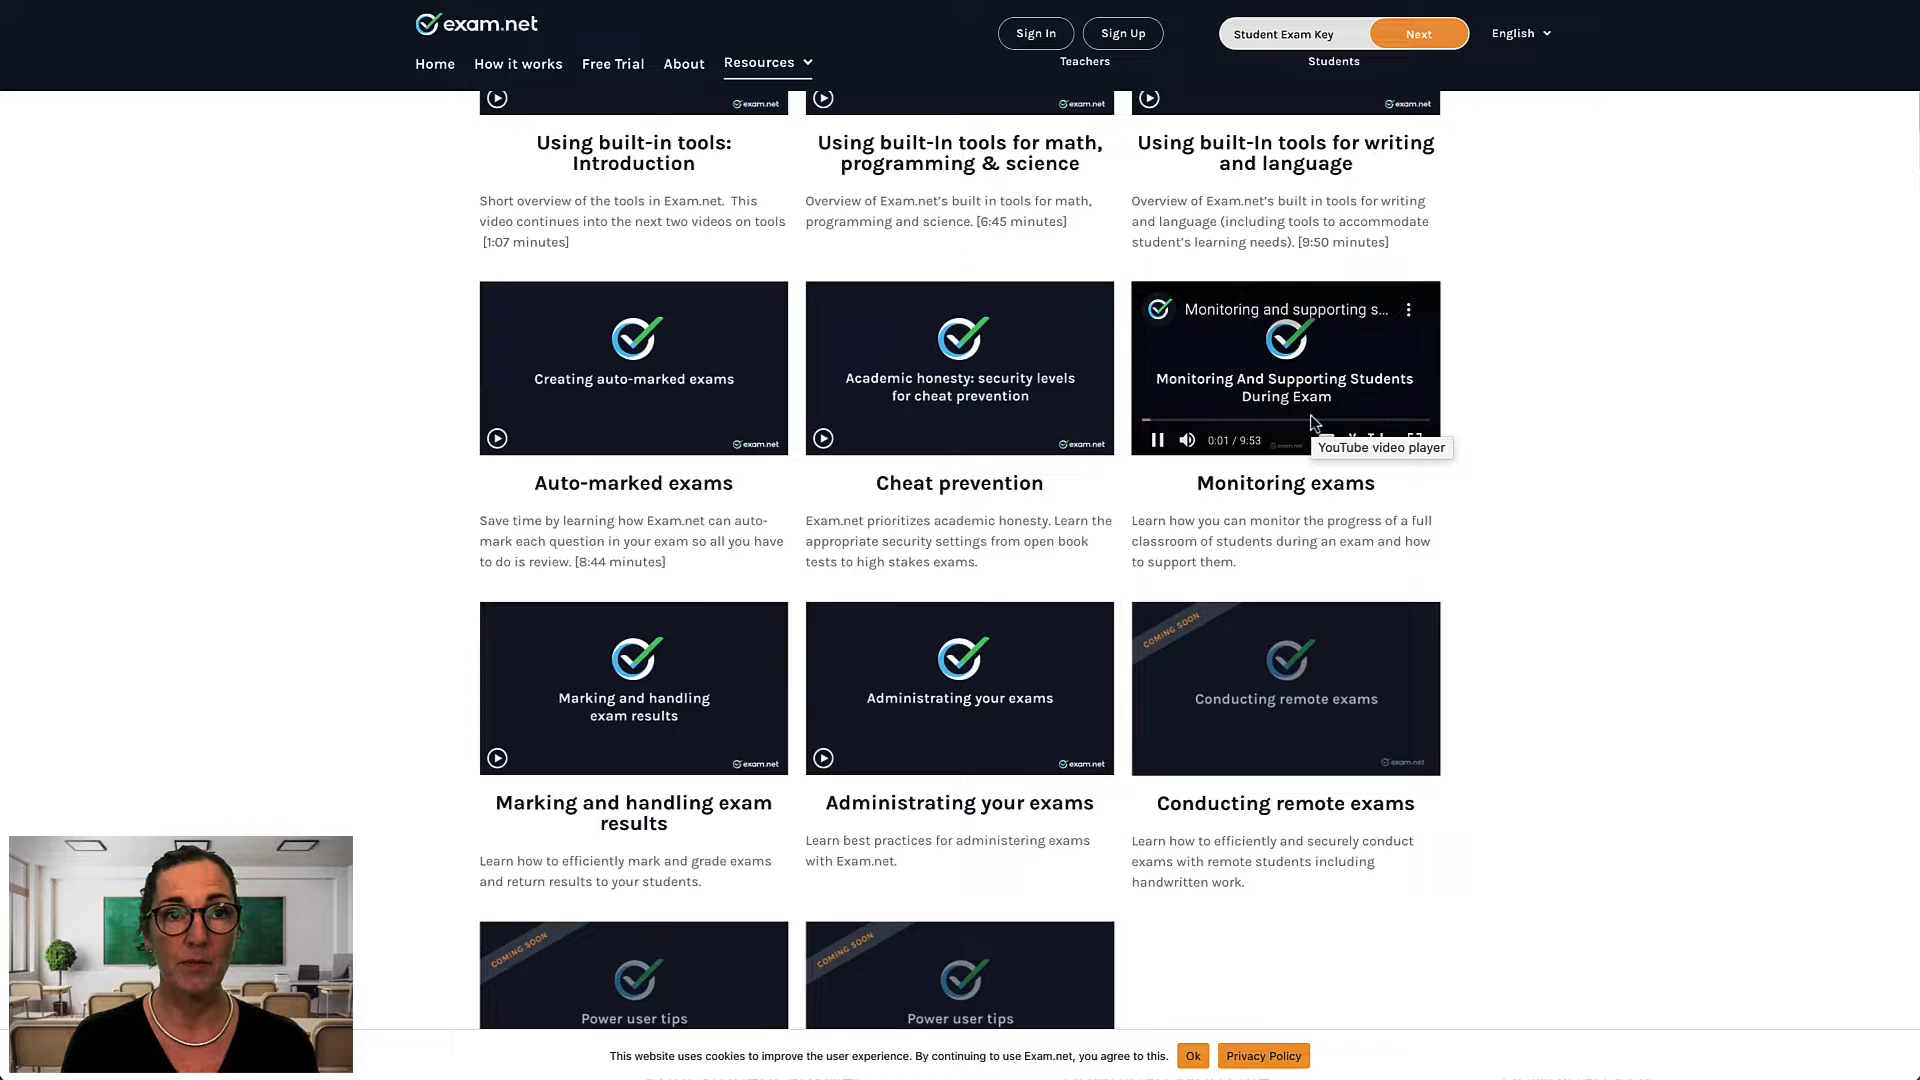 exam.net
Sign In
Sign Up
Student Exam Key
Next
English
Home
How it works
Free Trial
About
Resources
Teachers
Students
exam.net
exam.net
exam.net
Using built-in tools:
Introduction
Short overview of the tools in Exam.net.  This
video continues into the next two videos on tools
[1:07 minutes]
Using built-In tools for math,
programming & science
Overview of Exam.net's built in tools for math,
programming and science. [6:45 minutes]
Using built-In tools for writing
and language
Overview of Exam.net's built in tools for writing
and language (including tools to accommodate
student's learning needs). [9:50 minutes]
Creating auto-marked exams
exam.net
Auto-marked exams
Save time by learning how Exam.net can auto-
mark each question in your exam so all you have
to do is review. [8:44 minutes]
Academic honesty: security levels
for cheat prevention
exam.net
Cheat prevention
Exam.net prioritizes academic honesty. Learn the
appropriate security settings from open book
tests to high stakes exams.
Monitoring and supporting s...
Monitoring And Supporting Students
During Exam
0:01 / 9:53
exam.net
YouTube video player
Monitoring exams
Learn how you can monitor the progress of a full
classroom of students during an exam and how
to support them.
Marking and handling
exam results
exam.net
Marking and handling exam
results
Learn how to efficiently mark and grade exams
and return results to your students.
Administrating your exams
exam.net
Administrating your exams
Learn best practices for administering exams
with Exam.net.
COMING SOON
Conducting remote exams
exam.net
Conducting remote exams
Learn how to efficiently and securely conduct
exams with remote students including
handwritten work.
COMING SOON
Power user tips
COMING SOON
Power user tips
This website uses cookies to improve the user experience. By continuing to use Exam.net, you agree to this.
Ok
Privacy Policy